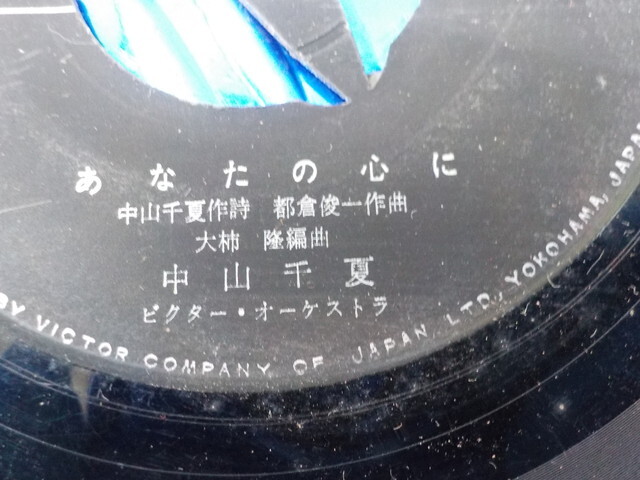 あなたの心に
中山千夏作詩 都倉俊一作曲
大柿 隆編曲
中山千夏
ビクター・オーケストラ
BY VICTOR COMPANY OF JAPAN, LTD., YOKOHAMA, JAPAN